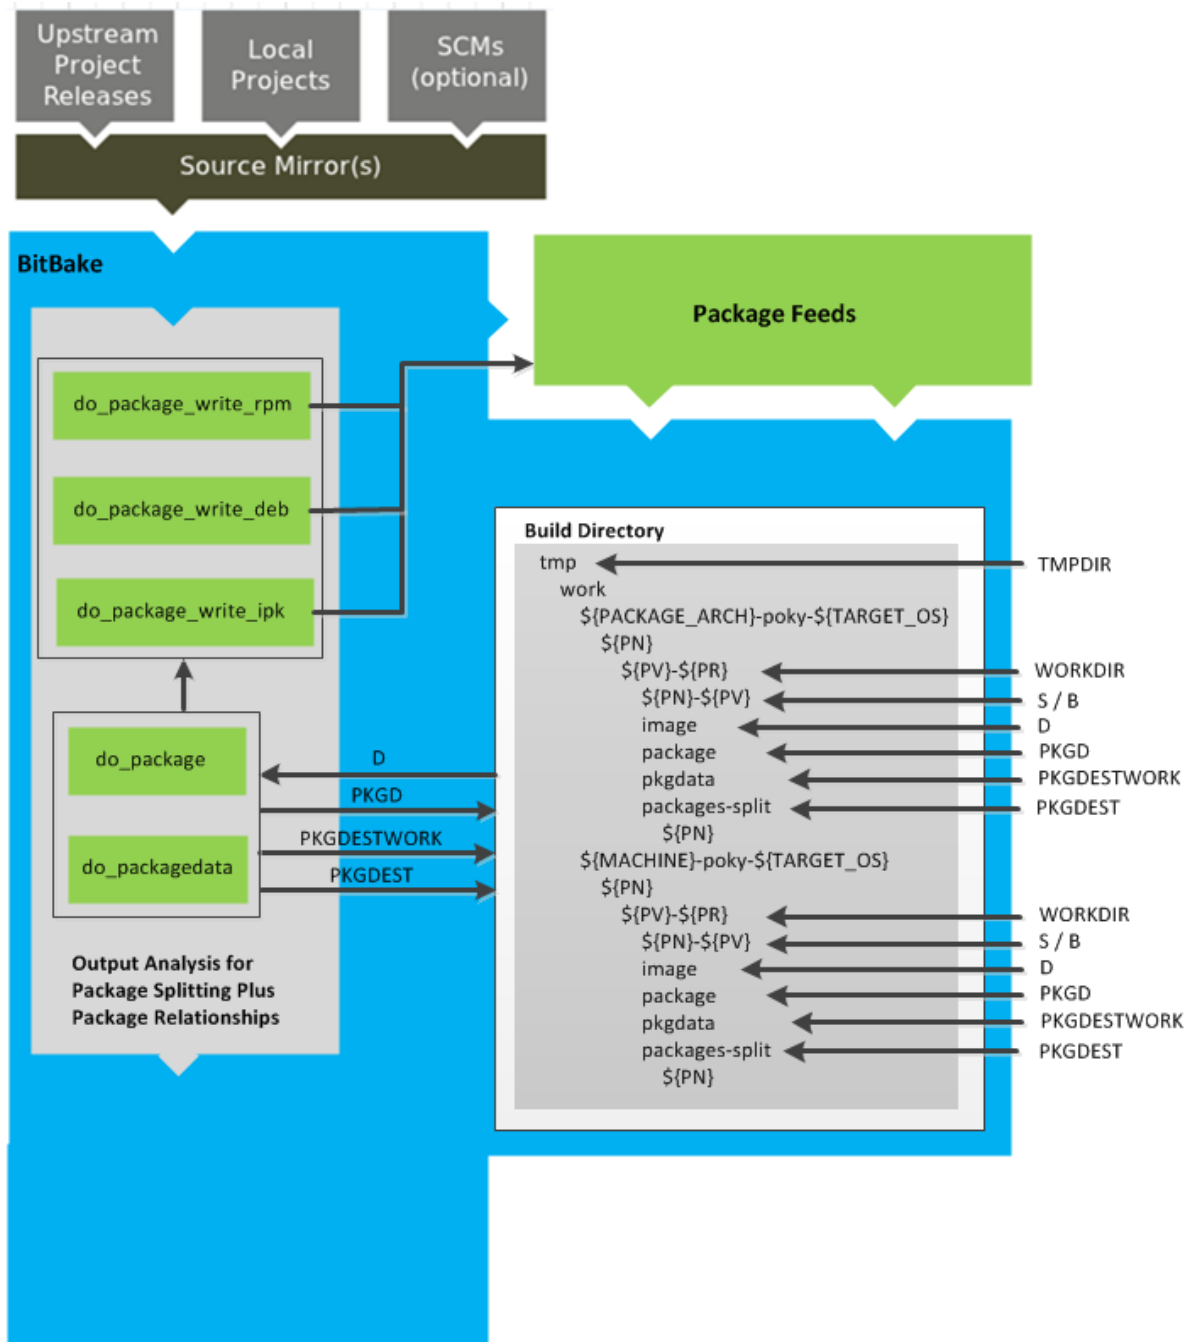 Upstream
Project
Releases
Local
Projects
SCMs
(optional)
Source Mirror(s)
BitBake
Package Feeds
do_package_write_rpm
do_package_write_deb
do_package_write_ipk
do_package
do_packagedata
D
PKGD
PKGDESTWORK
PKGDEST
Output Analysis for
Package Splitting Plus
Package Relationships
Build Directory
tmp
work
${PACKAGE_ARCH}-poky-${TARGET_OS}
${PN}
${PV}-${PR}
${PN}-${PV}
image
package
pkgdata
packages-split
${PN}
${MACHINE}-poky-${TARGET_OS}
${PN}
${PV}-${PR}
${PN}-${PV}
image
package
pkgdata
packages-split
${PN}
TMPDIR
WORKDIR
S / B
D
PKGD
PKGDESTWORK
PKGDEST
WORKDIR
S / B
D
PKGD
PKGDESTWORK
PKGDEST